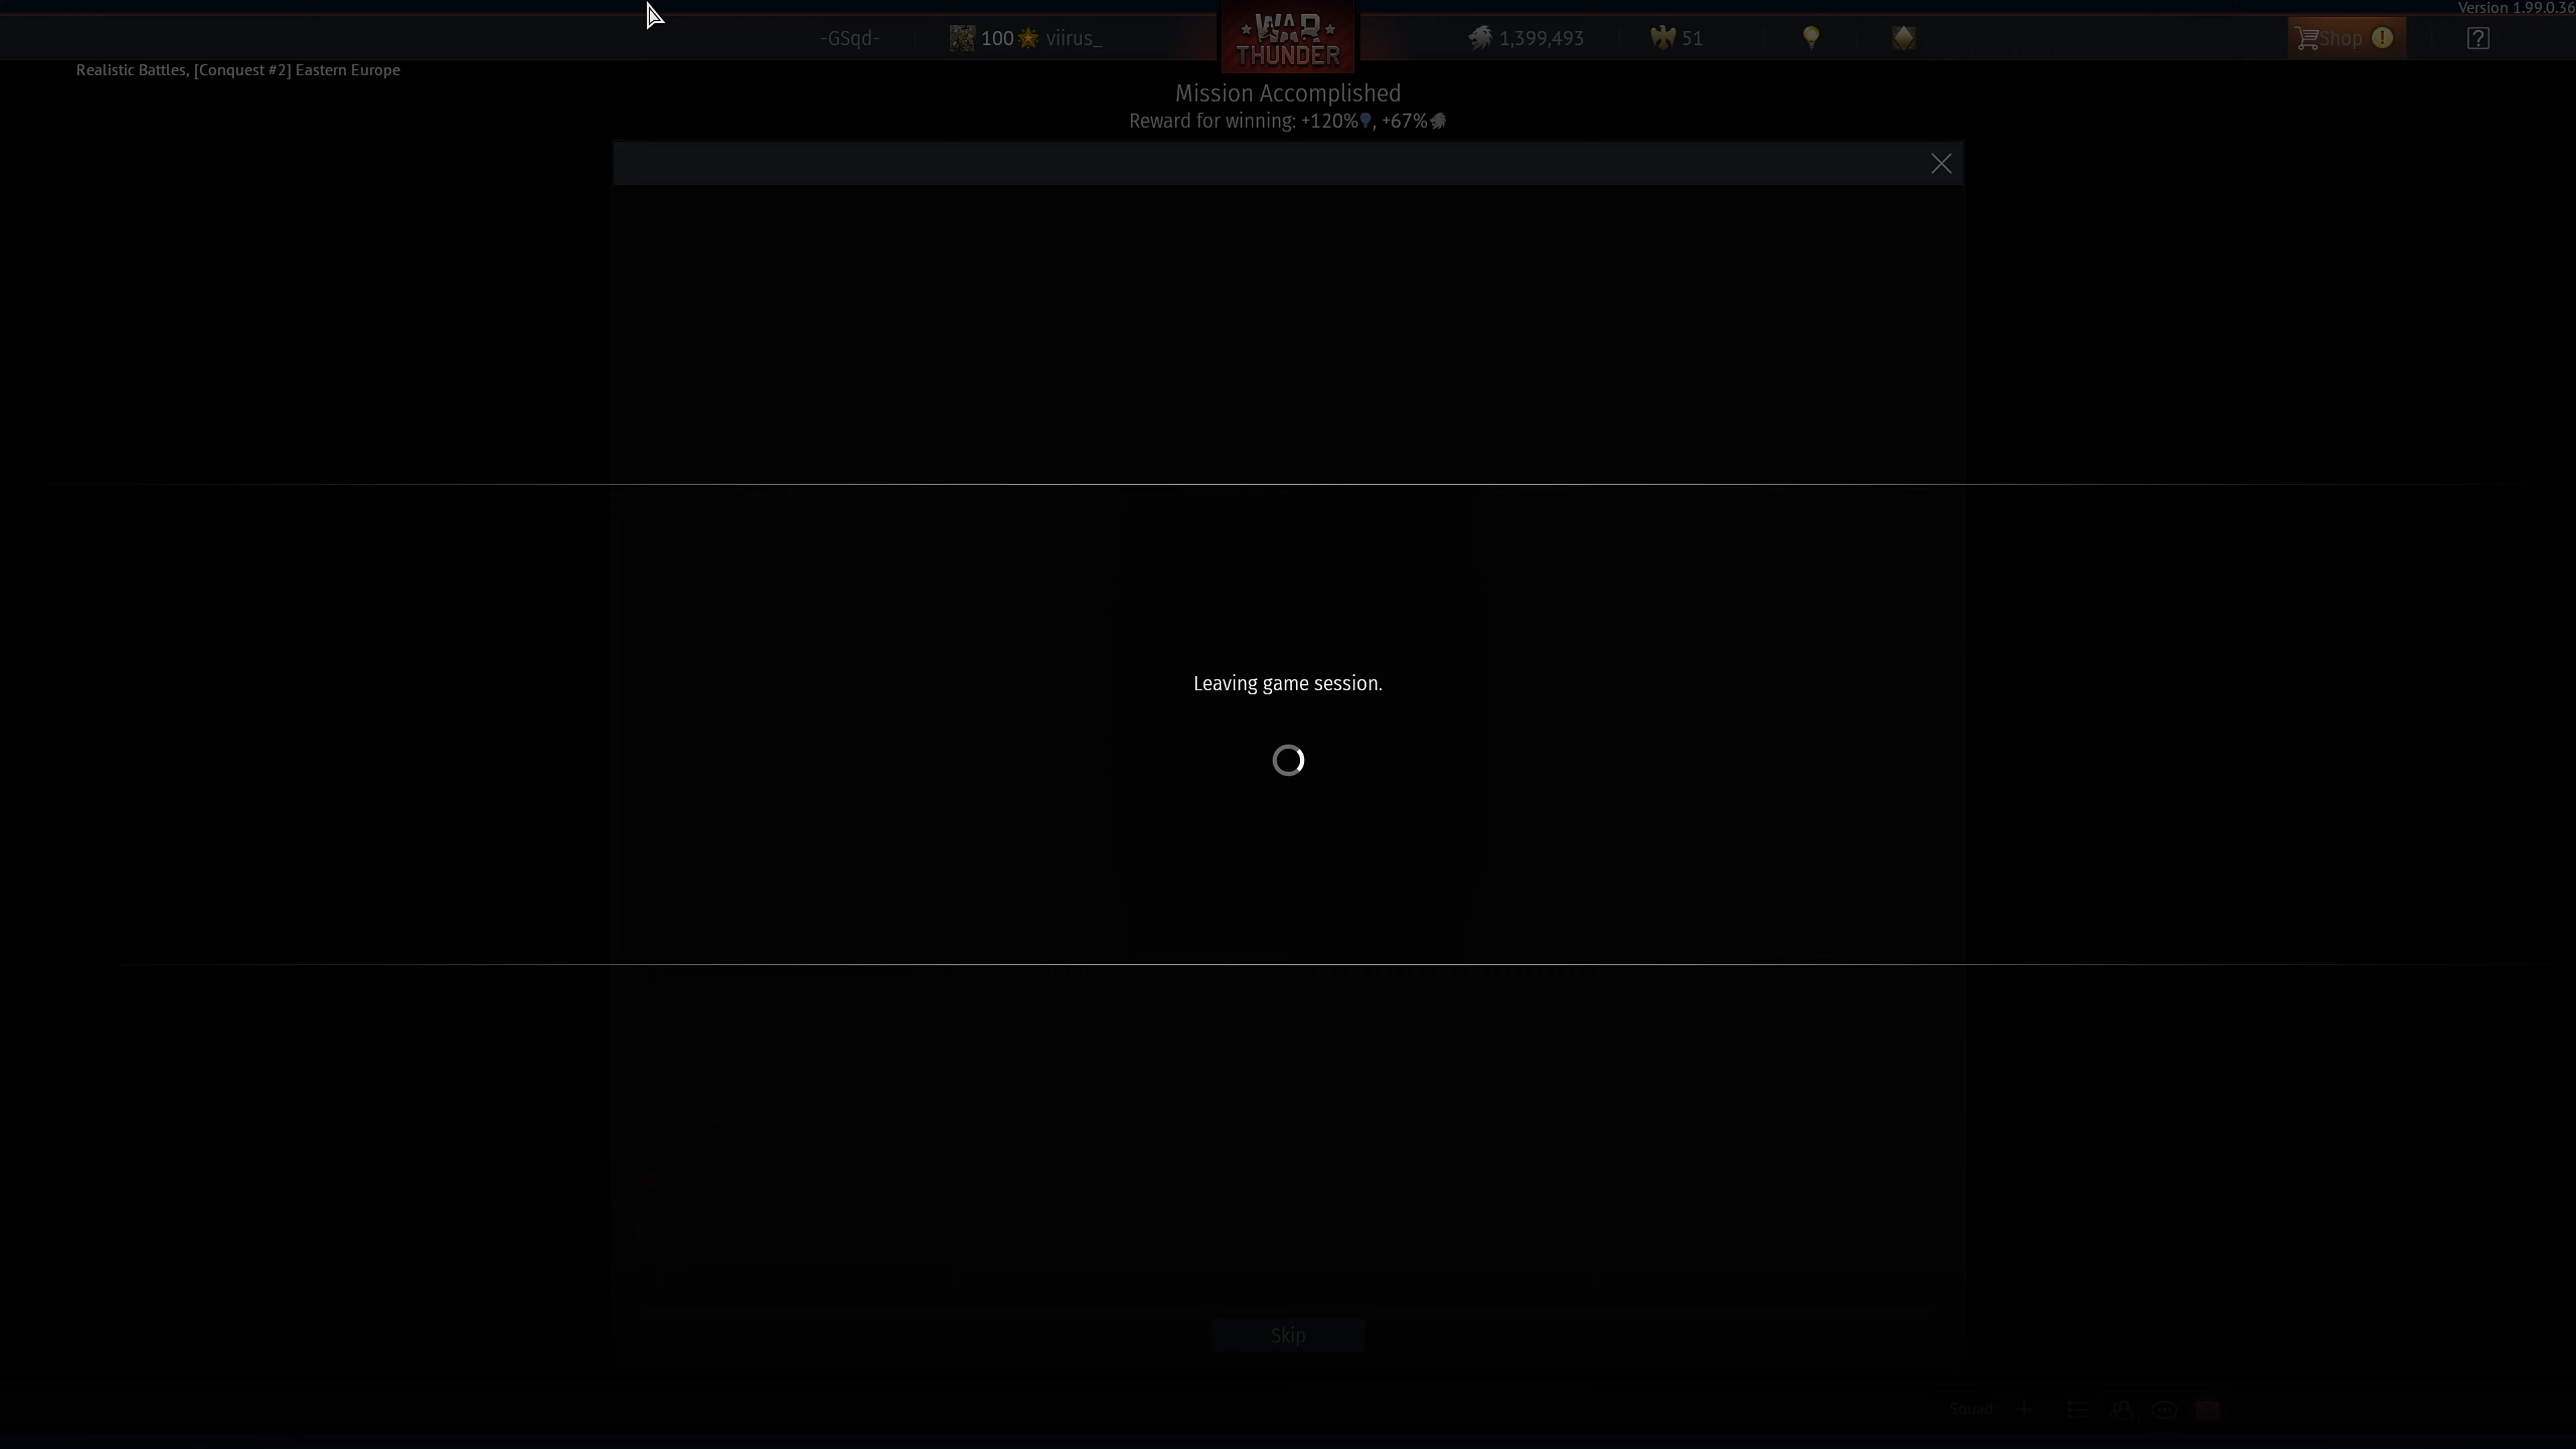 Version 1.99.0.36
-GSqd- 100 viirus_ WAR THUNDER 1,399,493 51 Shop
Realistic Battles, [Conquest #2] Eastern Europe
Mission Accomplished
Reward for winning: +120%, +67%
Leaving game session.
Skip
Squad: